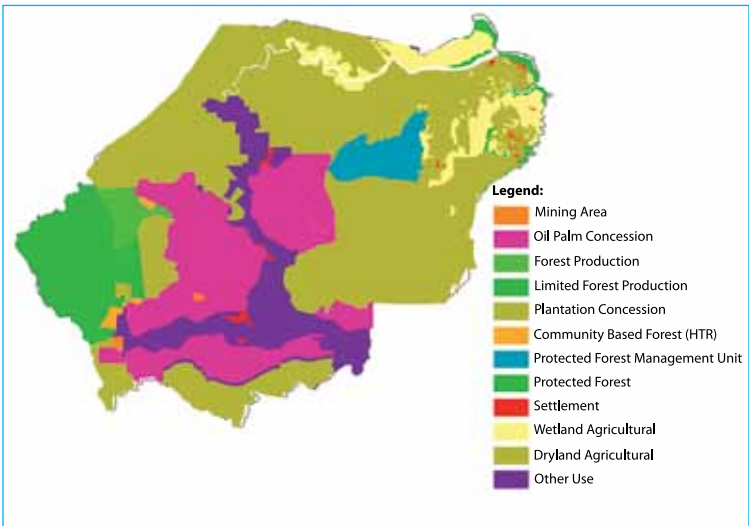 Legend:
Mining Area
Oil Palm Concession
Forest Production
Limited Forest Production
Plantation Concession
Community Based Forest (HTR)
Protected Forest Management Unit
Protected Forest
Settlement
Wetland Agricultural
Dryland Agricultural
Other Use